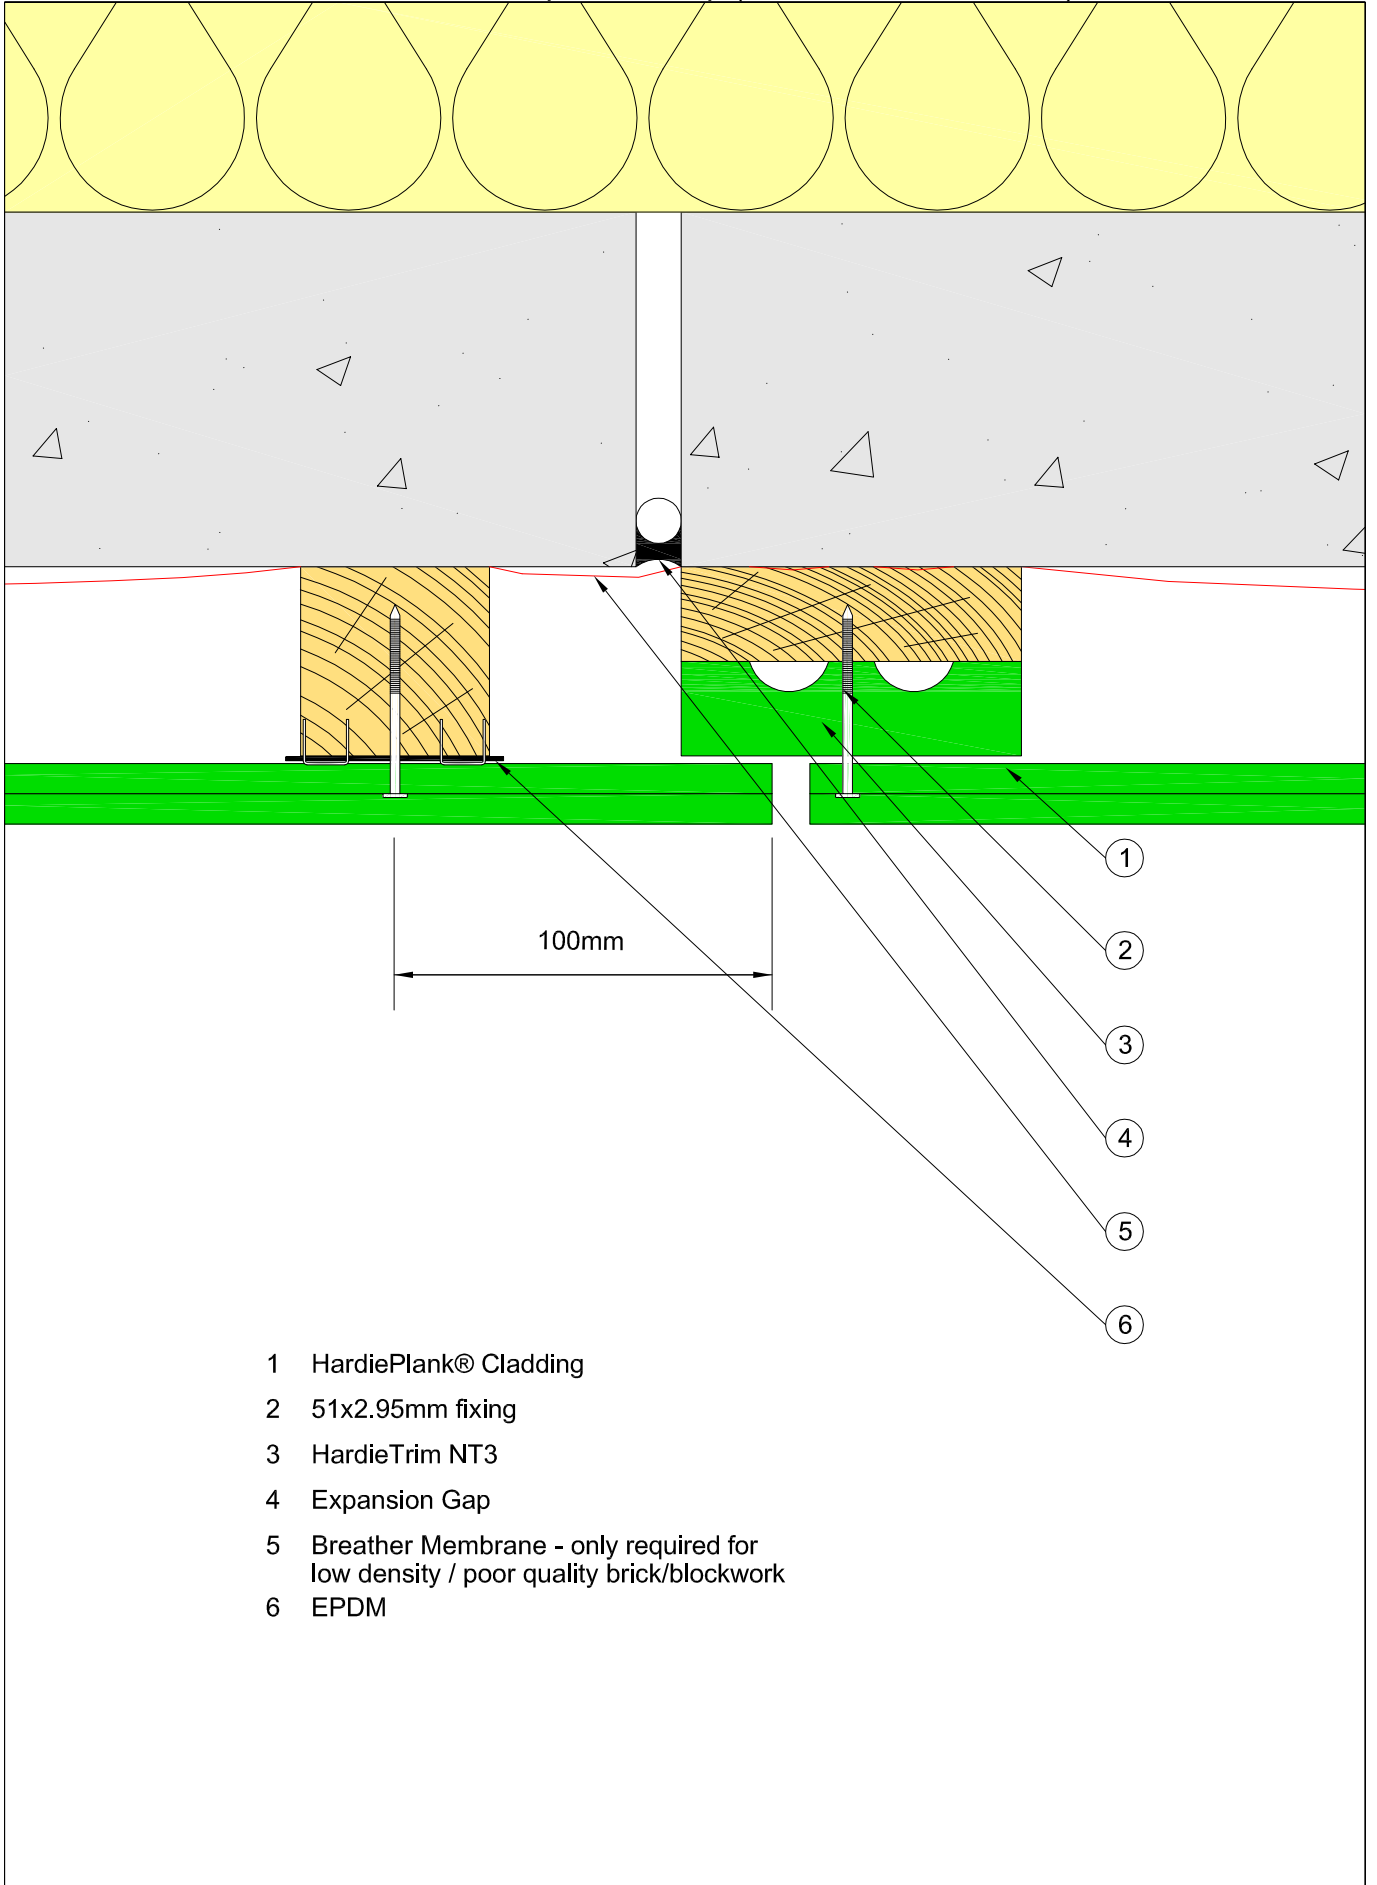 100mm
1
2
3
4
5
6
1 HardiePlank® Cladding
2 51x2.95mm fixing
3 HardieTrim NT3
4 Expansion Gap
5 Breather Membrane - only required for
low density / poor quality brick/blockwork
6 EPDM